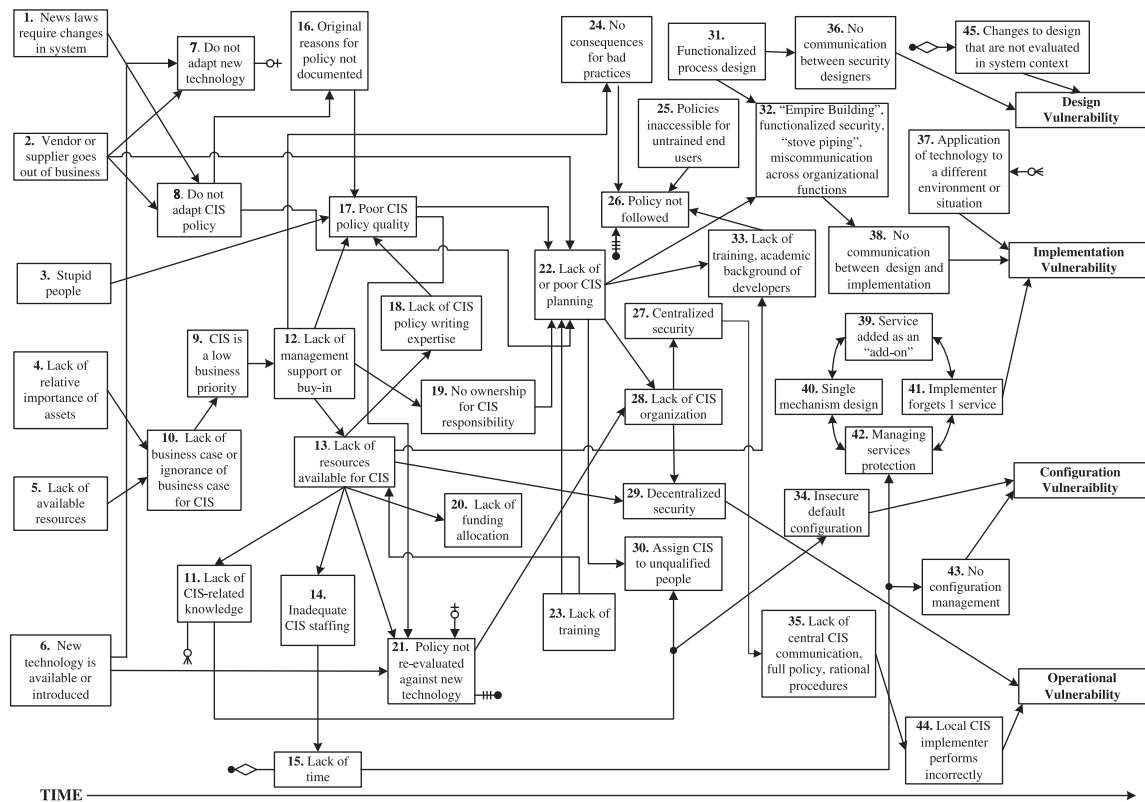 1. News laws
require changes
in system
7. Do not
adapt new
technology
16. Original
reasons for
policy not
documented
24. No
consequences
for bad
practices
31.
Functionalized
process design
36. No
communication
between security
designers
45. Changes to design
that are not evaluated
in system context
Design
Vulnerability
2. Vendor or
supplier goes
out of business
8. Do not
adapt CIS
policy
17. Poor CIS
policy quality
25. Policies
inaccessible for
untrained end
users
26. Policy not
followed
32. “Empire Building”,
functionalized security,
“stove piping”,
miscommunication
across organizational
functions
37. Application
of technology to
a different
environment or
situation
3. Stupid
people
22. Lack of
or poor CIS
planning
33. Lack of
training, academic
background of
developers
38. No
communication
between design and
implementation
Implementation
Vulnerability
18. Lack of CIS
policy writing
expertise
27. Centralized
security
9. CIS is
a low
business
priority
12. Lack of
management
support or
buy-in
39. Service
added as an
“add-on”
4. Lack of
relative
importance of
assets
19. No ownership
for CIS
responsibility
28. Lack of CIS
organization
40. Single
mechanism design
41. Implementer
forgets 1 service
10. Lack of
business case or
ignorance of
business case
for CIS
13. Lack of
resources
available for CIS
42. Managing
services
protection
5. Lack of
available
resources
20. Lack of
funding
allocation
29. Decentralized
security
34. Insecure
default
configuration
Configuration
Vulneraiblity
30. Assign CIS
to unqualified
people
11. Lack of
CIS-related
knowledge
14.
Inadequate
CIS staffing
23. Lack of
training
43. No
configuration
management
6. New
technology is
available or
introduced
21. Policy not
re-evaluated
against new
technology
35. Lack of
central CIS
communication,
full policy, rational
procedures
Operational
Vulnerability
44. Local CIS
implementer
performs
incorrectly
15. Lack of
time
TIME